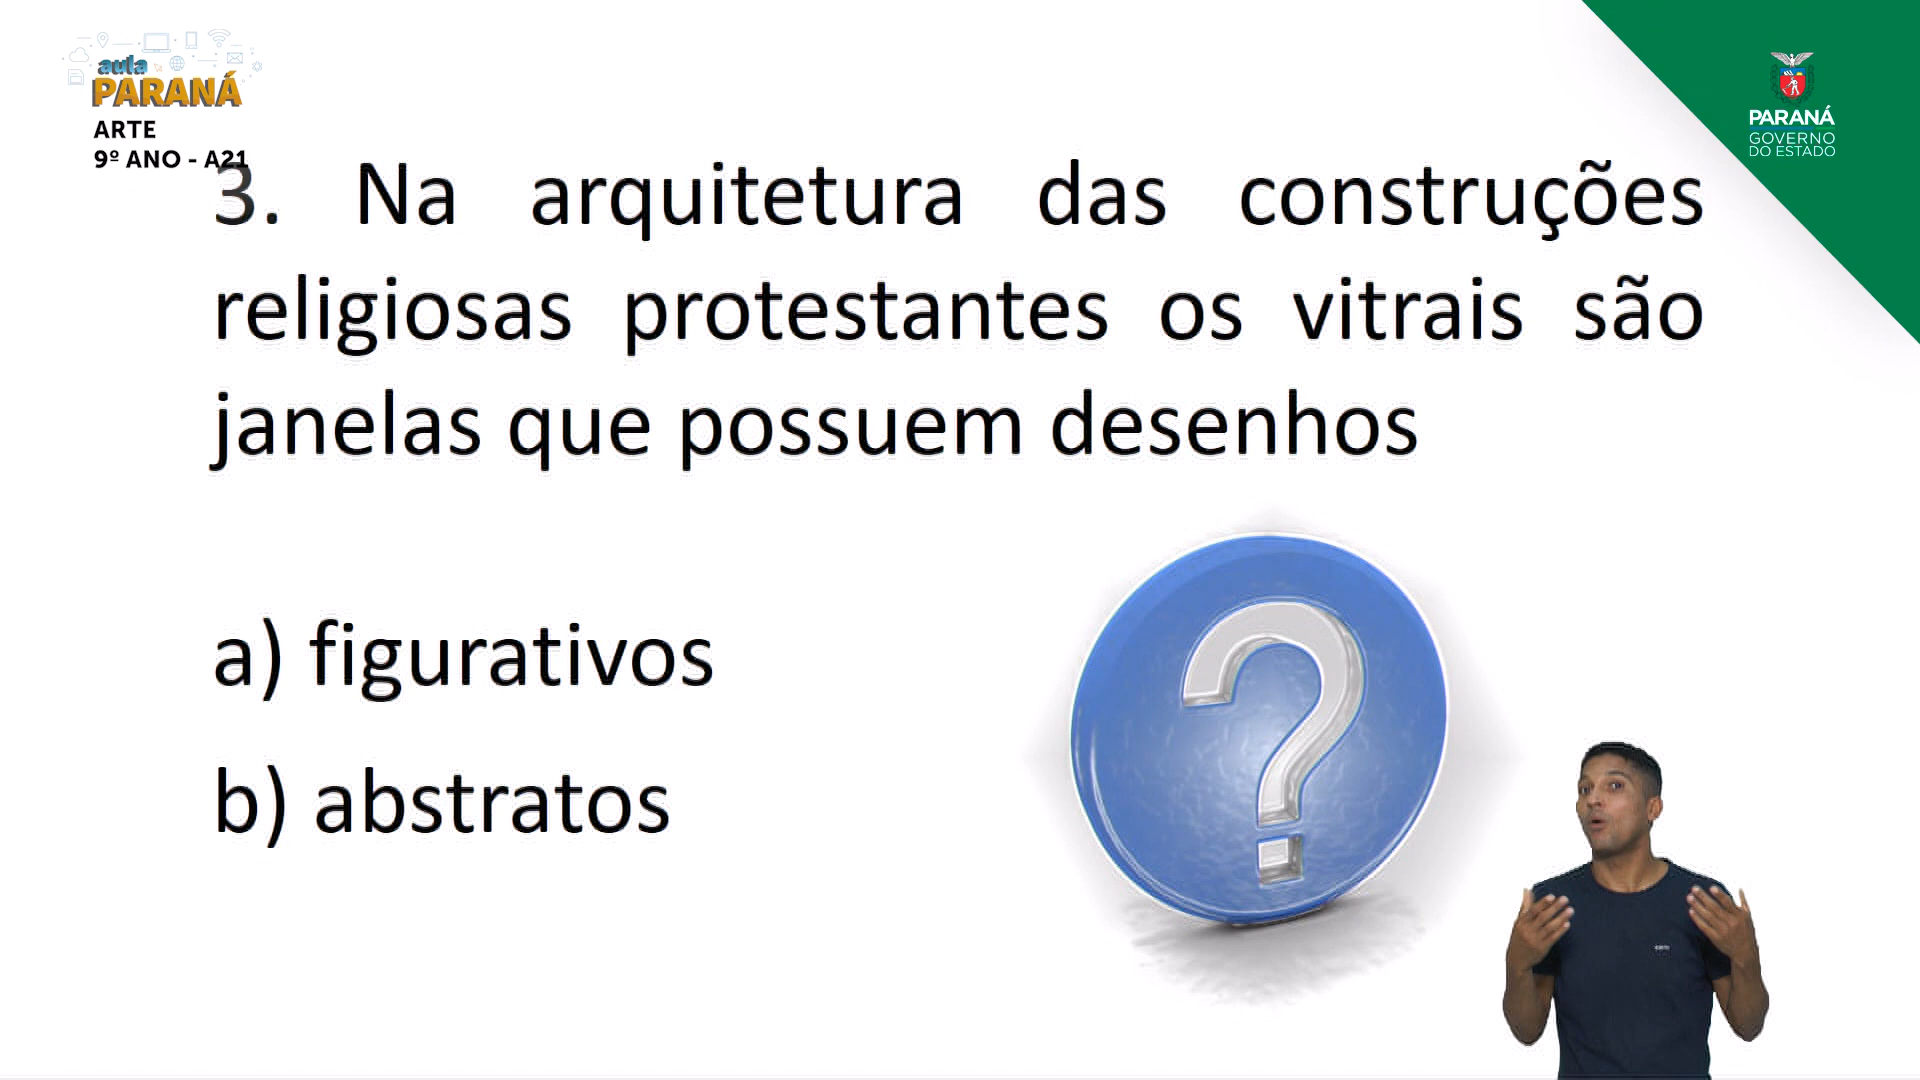 aula
PARANÁ
ARTE
9º ANO - A21
PARANÁ
GOVERNO
DO ESTADO
3. Na arquitetura das construções
religiosas protestantes os vitrais são
janelas que possuem desenhos
a) figurativos
b) abstratos